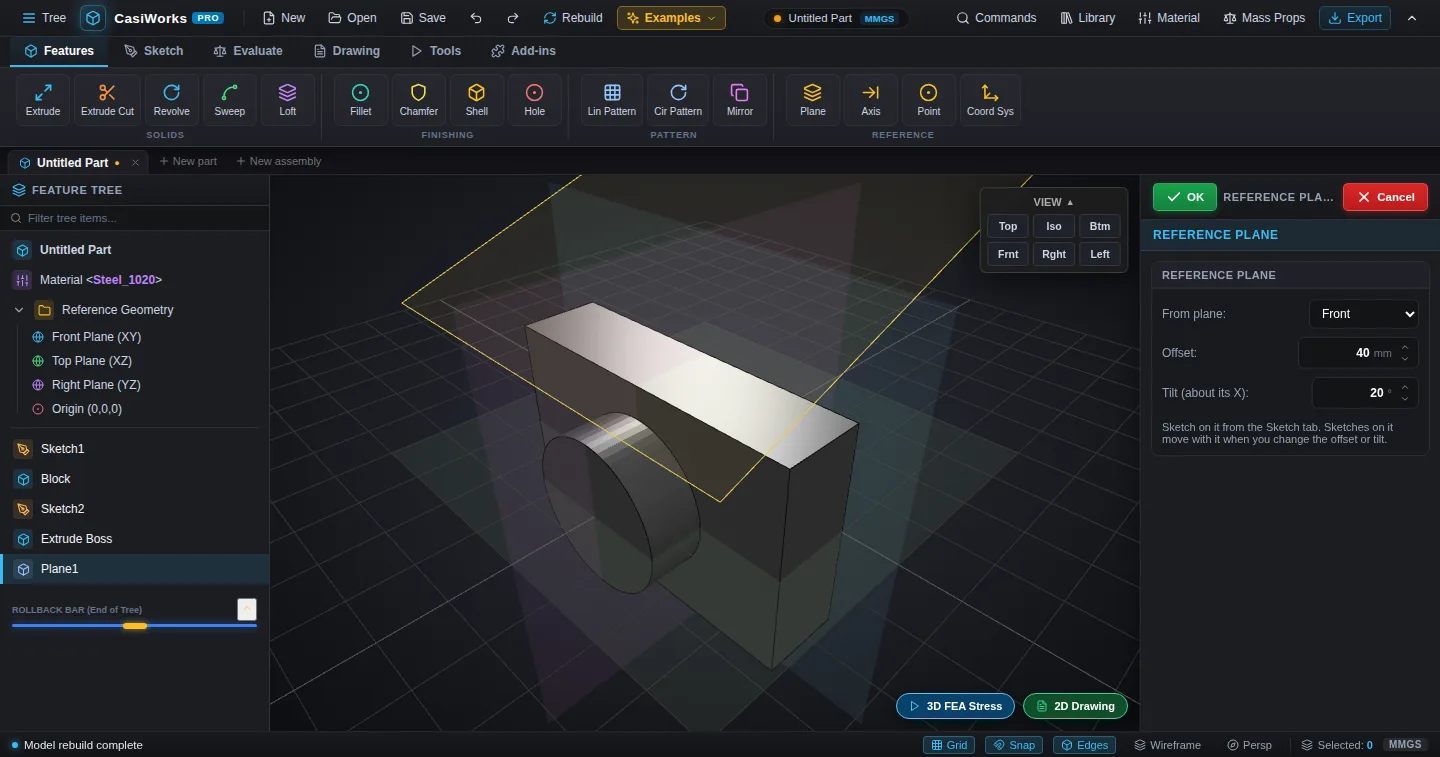 Tree CasiWorks PRO New Open Save Rebuild Examples Untitled Part MMGS Commands Library Material Mass Props Export
Features Sketch Evaluate Drawing Tools Add-ins
Extrude Extrude Cut Revolve Sweep Loft Fillet Chamfer Shell Hole Lin Pattern Cir Pattern Mirror Plane Axis Point Coord Sys
SOLIDS FINISHING PATTERN REFERENCE
Untitled Part New part New assembly
FEATURE TREE
Filter tree items...
Untitled Part
Material <Steel_1020>
Reference Geometry
Front Plane (XY)
Top Plane (XZ)
Right Plane (YZ)
Origin (0,0,0)
Sketch1
Block
Sketch2
Extrude Boss
Plane1
ROLLBACK BAR (End of Tree)
VIEW ▲
Top Iso Btm
Frnt Rght Left
3D FEA Stress 2D Drawing
OK REFERENCE PLA... Cancel
REFERENCE PLANE
REFERENCE PLANE
From plane: Front
Offset: 40 mm
Tilt (about its X): 20 °
Sketch on it from the Sketch tab. Sketches on it
move with it when you change the offset or tilt.
Model rebuild complete Grid Snap Edges Wireframe Persp Selected: 0 MMGS